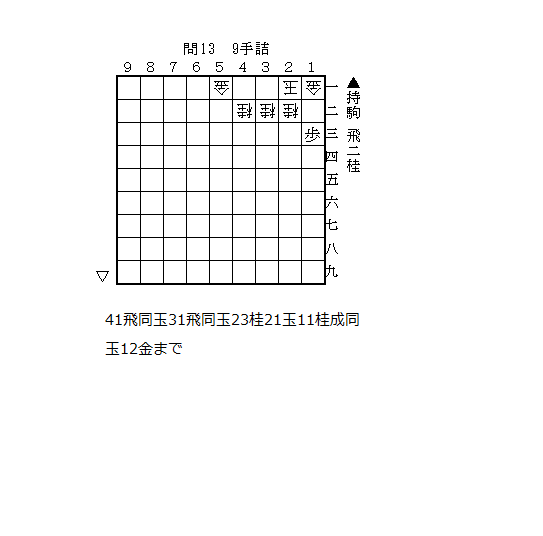 問13 9手詰
9 8 7 6 5 4 3 2 1
金 玉 金 一
桂 桂 桂 二
歩 三
四
五
六
七
八
九
▲持駒 飛二桂
▽
41飛同玉31飛同玉23桂21玉11桂成同
玉12金まで